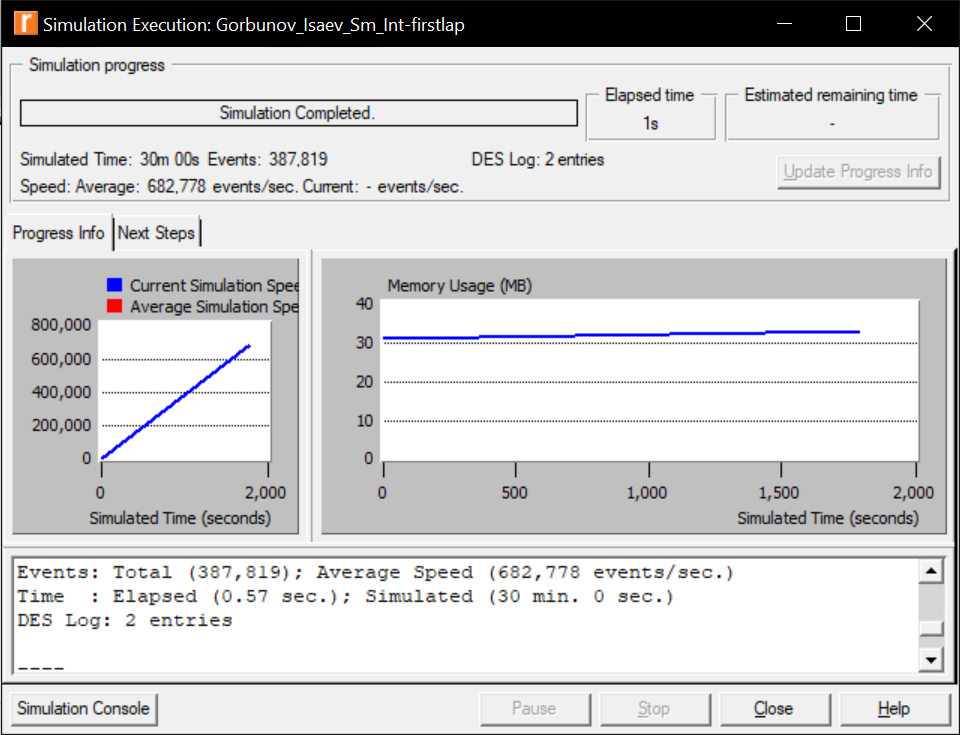 Simulation Execution: Gorbunov_Isaev_Sm_Int-firstlap
Simulation progress
Simulation Completed.
Elapsed time
1s
Estimated remaining time
-
Simulated Time: 30m 00s Events: 387,819
DES Log: 2 entries
Speed: Average: 682,778 events/sec. Current: - events/sec.
Update Progress Info
Progress Info
Next Steps
Current Simulation Spee
Average Simulation Spe
800,000
600,000
400,000
200,000
0
0 2,000
Simulated Time (seconds)
Memory Usage (MB)
40
30
20
10
0
0 500 1,000 1,500 2,000
Simulated Time (seconds)
Events: Total (387,819); Average Speed (682,778 events/sec.)
Time : Elapsed (0.57 sec.); Simulated (30 min. 0 sec.)
DES Log: 2 entries
----
Simulation Console
Pause
Stop
Close
Help